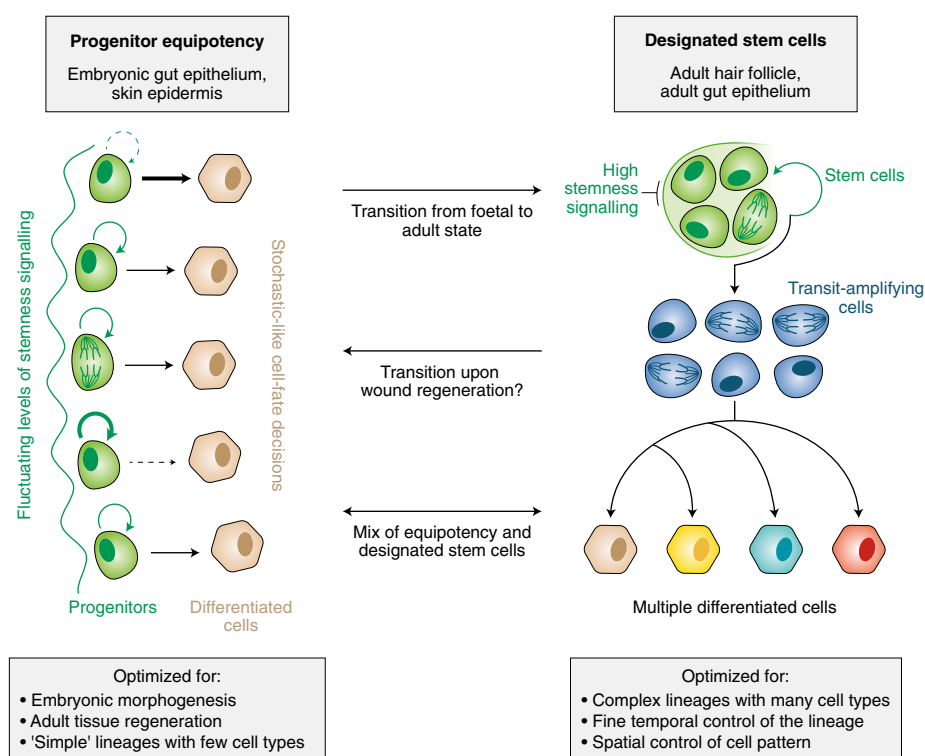 Progenitor equipotency
Embryonic gut epithelium,
skin epidermis
Designated stem cells
Adult hair follicle,
adult gut epithelium
Fluctuating levels of stemness signalling
Stochastic-like cell-fate decisions
Progenitors
Differentiated
cells
Transition from foetal to
adult state
Transition upon
wound regeneration?
Mix of equipotency and
designated stem cells
High
stemness
signalling
Stem cells
Transit-amplifying
cells
Multiple differentiated cells
Optimized for:
• Embryonic morphogenesis
• Adult tissue regeneration
• 'Simple' lineages with few cell types
Optimized for:
• Complex lineages with many cell types
• Fine temporal control of the lineage
• Spatial control of cell pattern